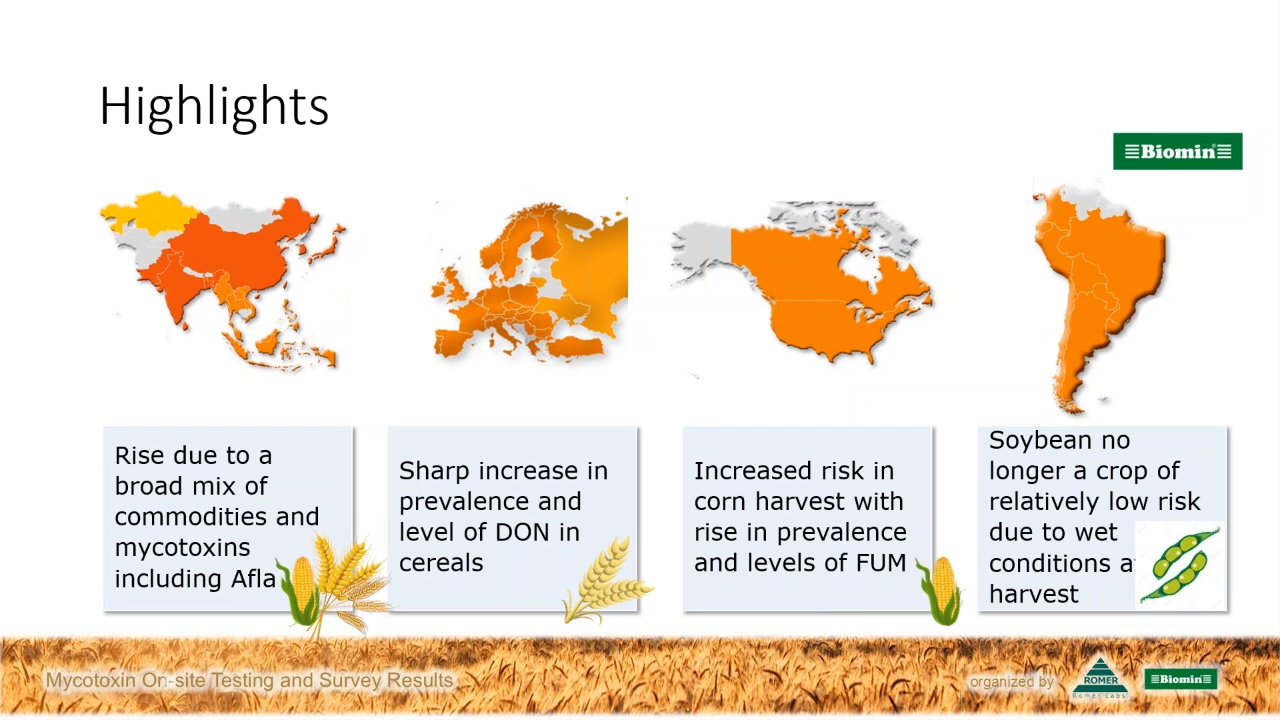 Highlights
Biomin
Rise due to a
broad mix of
commodities and
mycotoxins
including Afla
Sharp increase in
prevalence and
level of DON in
cereals
Increased risk in
corn harvest with
rise in prevalence
and levels of FUM
Soybean no
longer a crop of
relatively low risk
due to wet
conditions a
harvest
Mycotoxin On-site Testing and Survey Results
organized by
ROMER
Romer Labs
Biomin